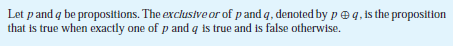 Let p and q be propositions. The exclusive or of p and q, denoted by p ⊕ q, is the proposition
that is true when exactly one of p and q is true and is false otherwise.